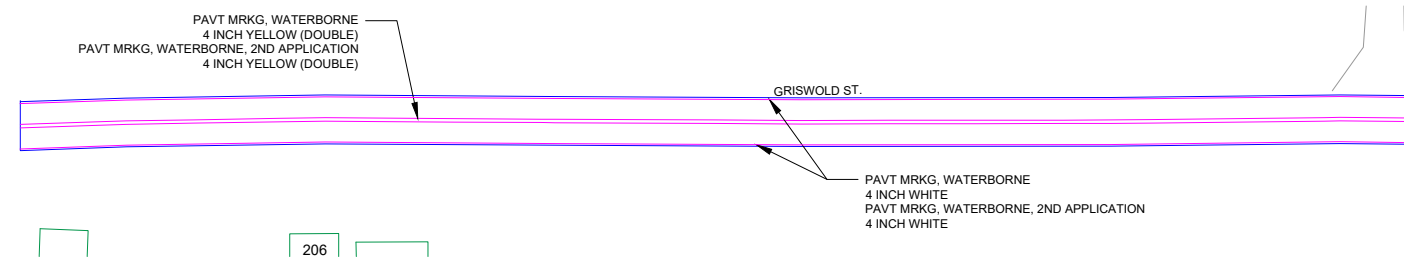 PAVT MRKG, WATERBORNE
4 INCH YELLOW (DOUBLE)
PAVT MRKG, WATERBORNE, 2ND APPLICATION
4 INCH YELLOW (DOUBLE)
GRISWOLD ST.
PAVT MRKG, WATERBORNE
4 INCH WHITE
PAVT MRKG, WATERBORNE, 2ND APPLICATION
4 INCH WHITE
206